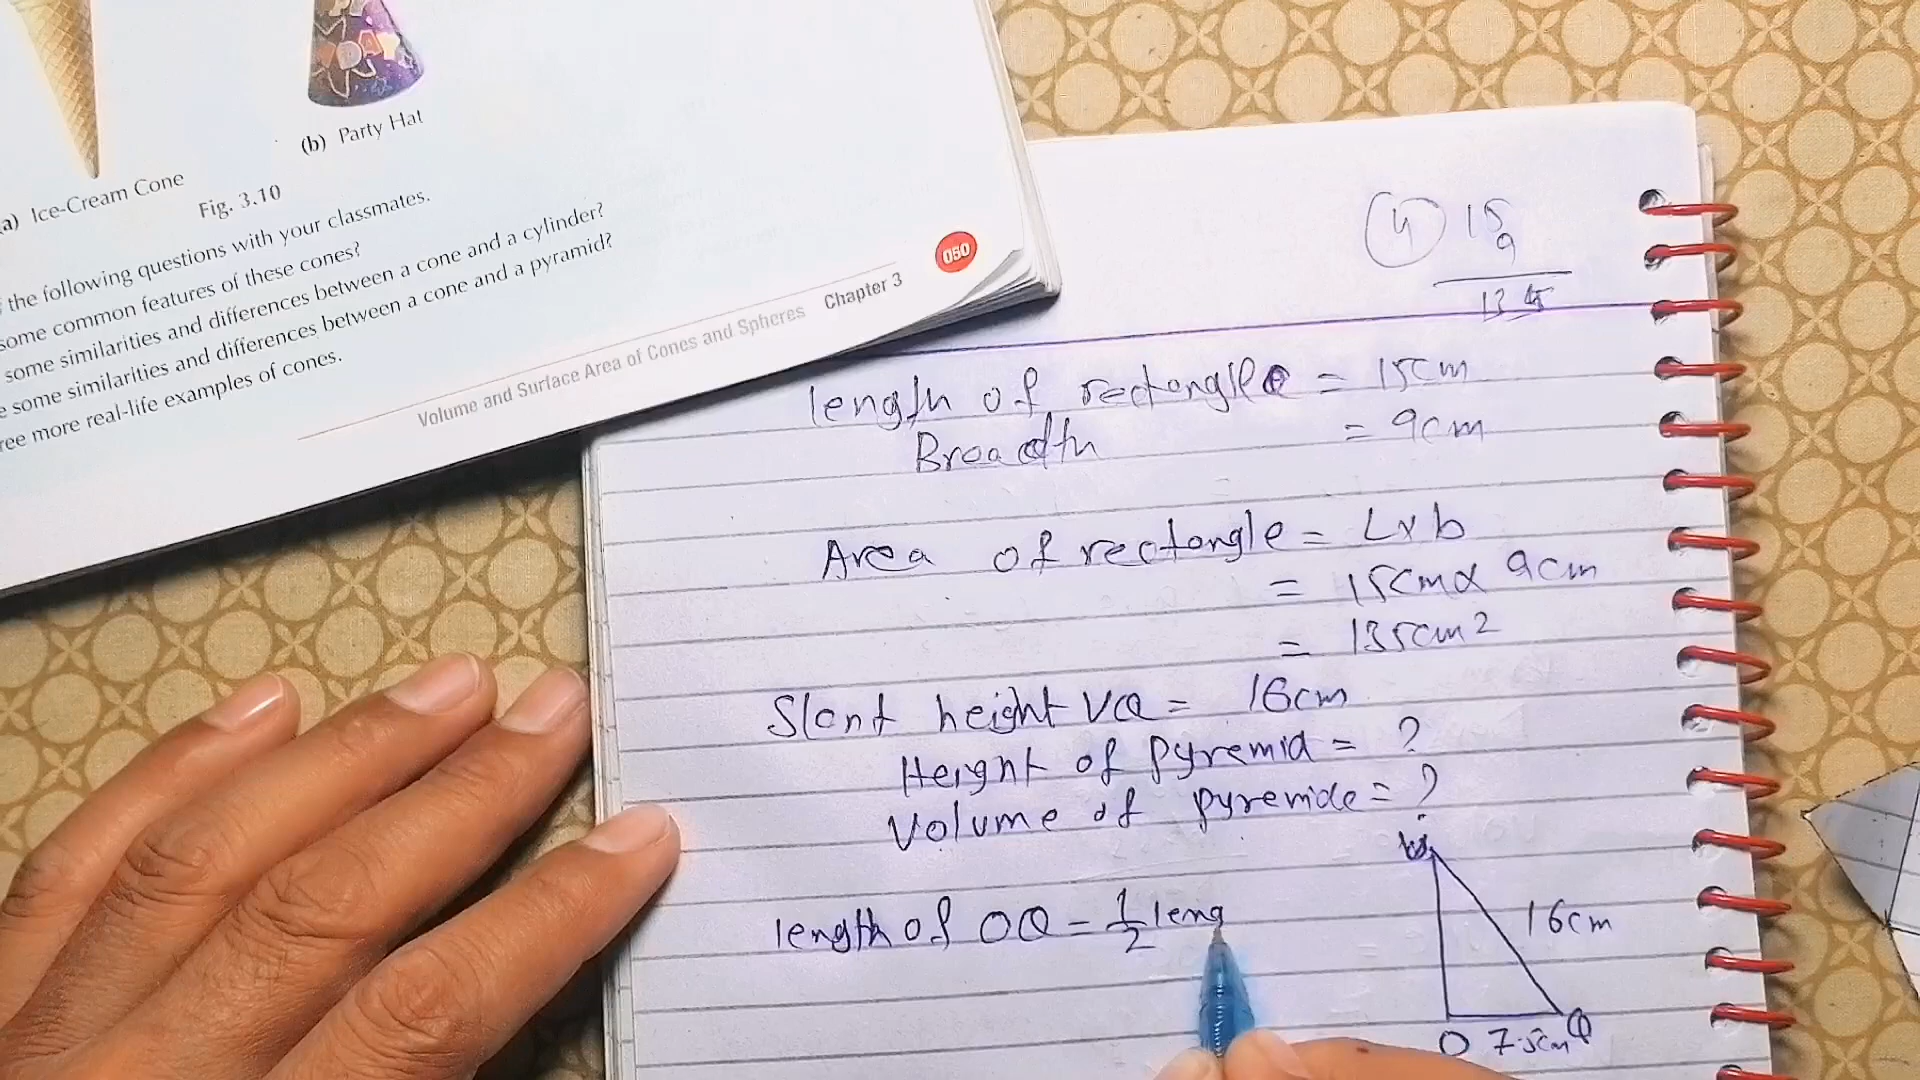 (a) Ice-Cream Cone
(b) Party Hat
Fig. 3.10
the following questions with your classmates.
some common features of these cones?
some similarities and differences between a cone and a cylinder?
e some similarities and differences between a cone and a pyramid?
ree more real-life examples of cones.
Volume and Surface Area of Cones and Spheres Chapter 3
050
4 15
9
135
length of rectangle = 15cm
Breadth = 9cm
Area of rectangle = L x b
= 15cm x 9cm
= 135cm2
Slant height VQ = 16cm
Height of pyramid = ?
Volume of pyremide = ?
length of OQ = 1/2 leng
16cm
O 7.5cm Q